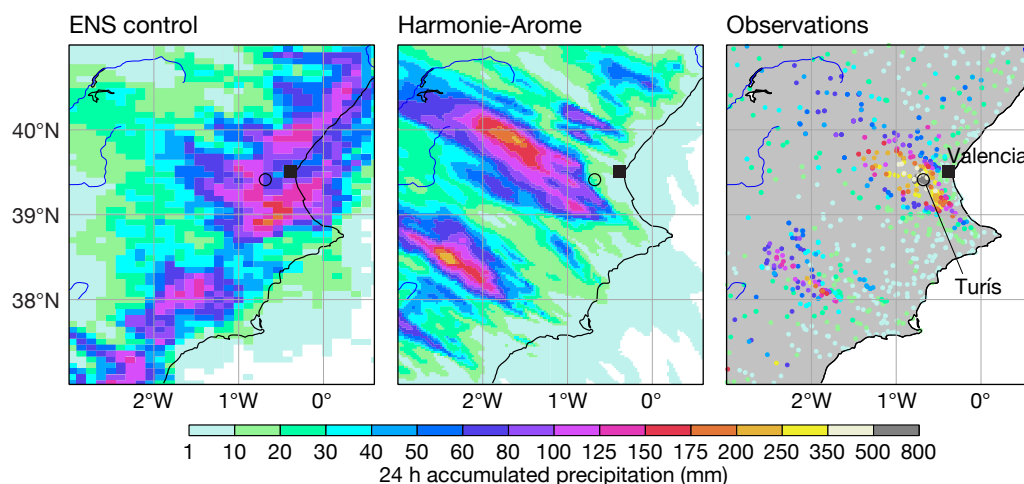 ENS control
Harmonie-Arome
Observations
40°N
39°N
38°N
Valencia
Turís
2°W 1°W 0°
2°W 1°W 0°
2°W 1°W 0°
1 10 20 30 40 50 60 80 100 125 150 175 200 250 350 500 800
24 h accumulated precipitation (mm)